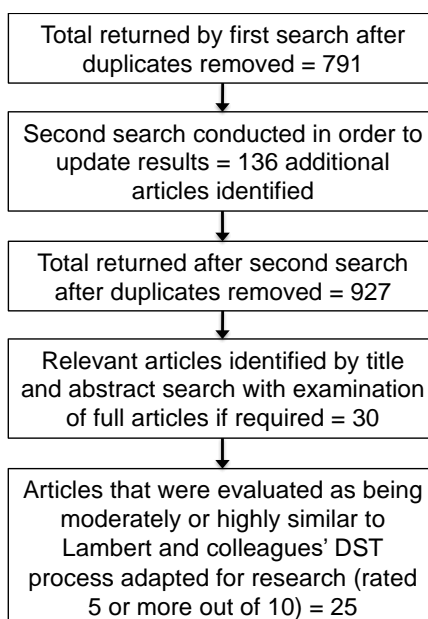 Total returned by first search after
duplicates removed = 791
Second search conducted in order to
update results = 136 additional
articles identified
Total returned after second search
after duplicates removed = 927
Relevant articles identified by title
and abstract search with examination
of full articles if required = 30
Articles that were evaluated as being
moderately or highly similar to
Lambert and colleagues’ DST
process adapted for research (rated
5 or more out of 10) = 25